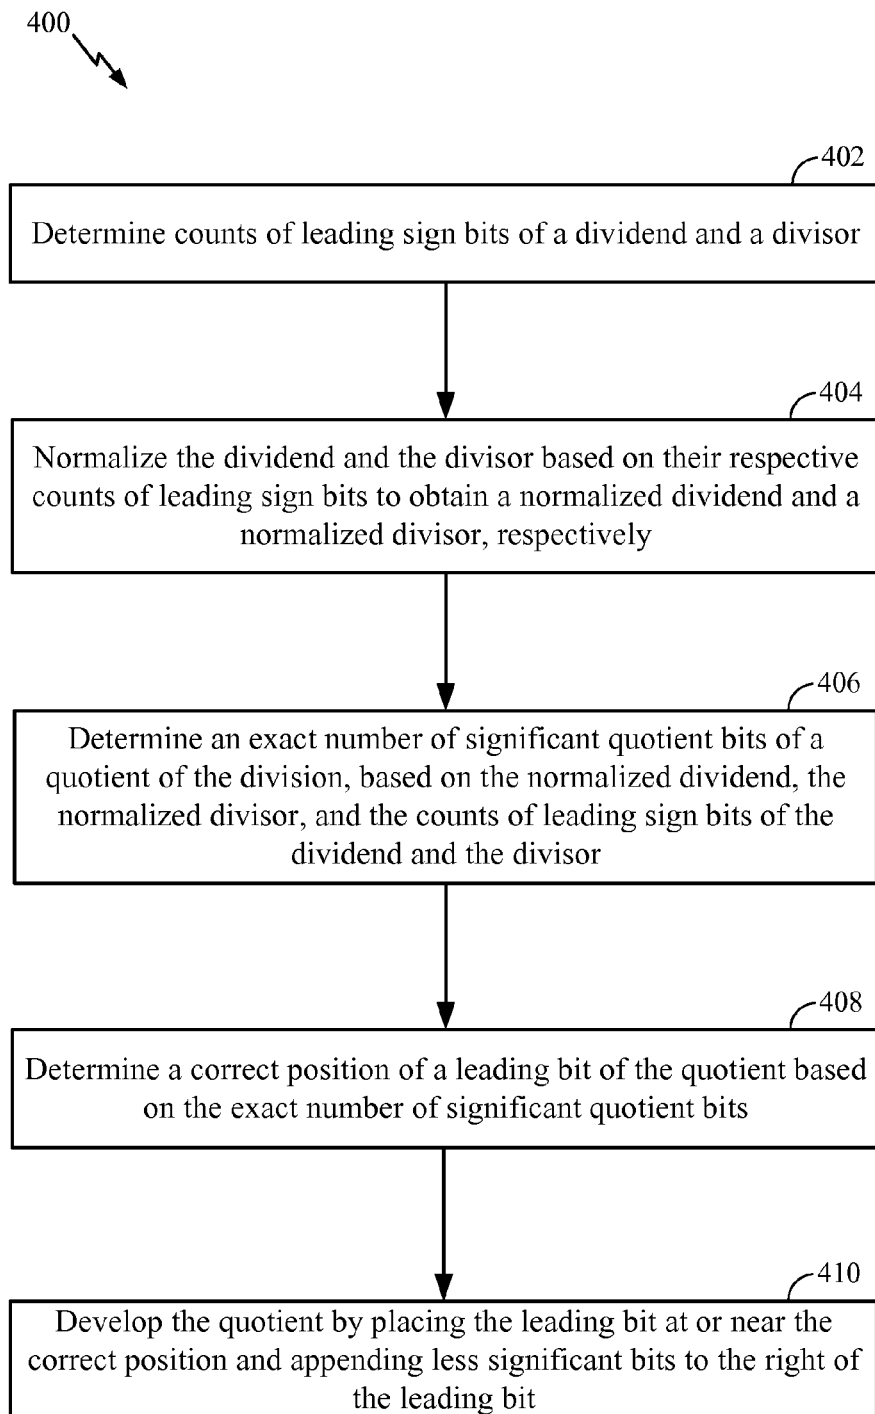 400
402
Determine counts of leading sign bits of a dividend and a divisor
404
Normalize the dividend and the divisor based on their respective
counts of leading sign bits to obtain a normalized dividend and a
normalized divisor, respectively
406
Determine an exact number of significant quotient bits of a
quotient of the division, based on the normalized dividend, the
normalized divisor, and the counts of leading sign bits of the
dividend and the divisor
408
Determine a correct position of a leading bit of the quotient based
on the exact number of significant quotient bits
410
Develop the quotient by placing the leading bit at or near the
correct position and appending less significant bits to the right of
the leading bit